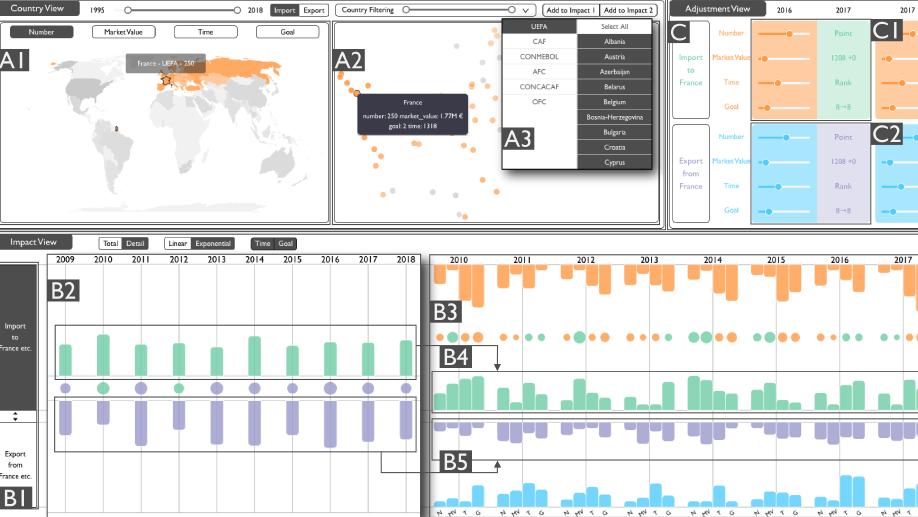 Country View
1995
2018
Import
Export
Country Filtering
Add to Impact 1
Add to Impact 2
Adjustment View
2016
2017
2017
Number
Market Value
Time
Goal
A1
France - UEFA - 250
A2
France
number: 250 market_value: 1.77M €
goal: 2 time: 1318
A3
UEFA
CAF
CONMEBOL
AFC
CONCACAF
OFC
Select All
Albania
Austria
Azerbaijan
Belarus
Belgium
Bosnia-Herzegovina
Bulgaria
Croatia
Cyprus
C
Import
to
France
Number
Market Value
Time
Goal
Point
1208 +0
Rank
8→8
C1
Export
from
France
Number
Market Value
Time
Goal
Point
1208 +0
Rank
8→8
C2
Impact View
Total
Detail
Linear
Exponential
Time
Goal
2009
2010
2011
2011
2013
2014
2015
2016
2017
2018
2010
2011
2012
2013
2014
2015
2016
2017
B2
B3
Import
to
France etc.
B4
Export
from
France etc.
B1
B5
N MV T G
N MV T G
N MV T G
N MV T G
N MV T G
N MV T G
N MV T G
N MV T